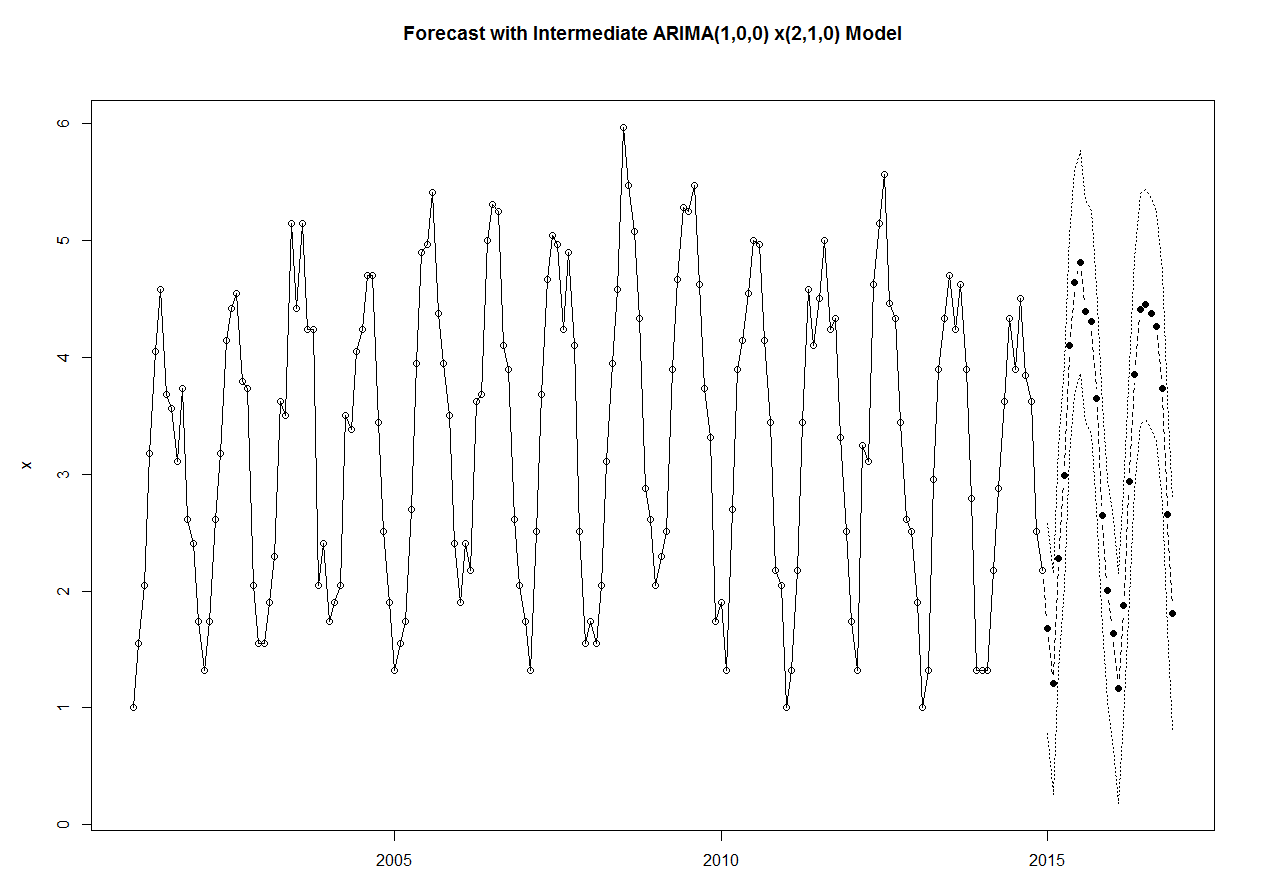 Forecast with Intermediate ARIMA(1,0,0) x(2,1,0) Model
6
5
4
3
2
1
0
x
2005 2010 2015